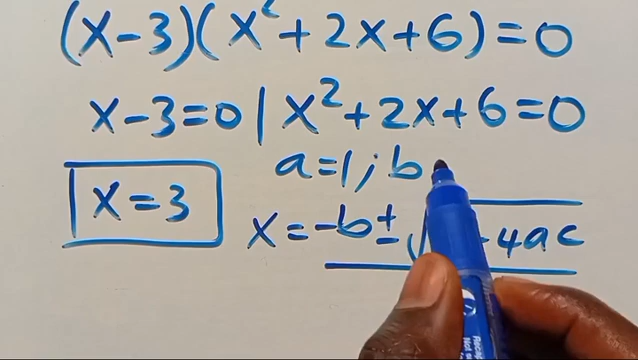 (x-3)(x²+2x+6)=0
x-3=0 | x²+2x+6=0
a=1; b
x=3
x=-b±√ -4ac